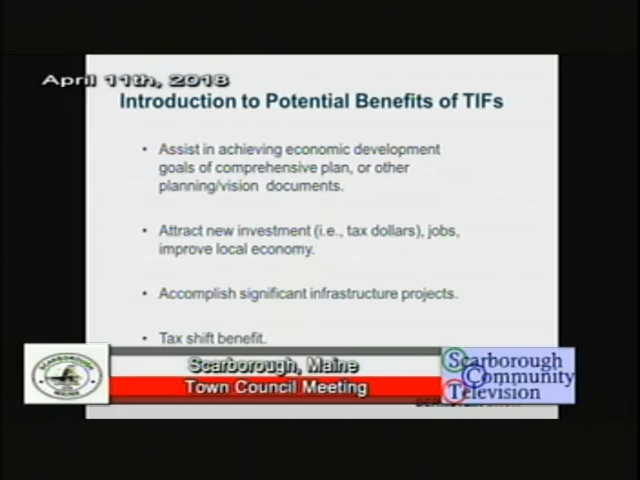 April 11th, 2018
Introduction to Potential Benefits of TIFs
• Assist in achieving economic development
goals of comprehensive plan, or other
planning/vision documents.
• Attract new investment (i.e., tax dollars), jobs,
improve local economy.
• Accomplish significant infrastructure projects.
• Tax shift benefit.
SCARBOROUGH
MAINE
Scarborough, Maine
Town Council Meeting
Scarborough
Community
Television